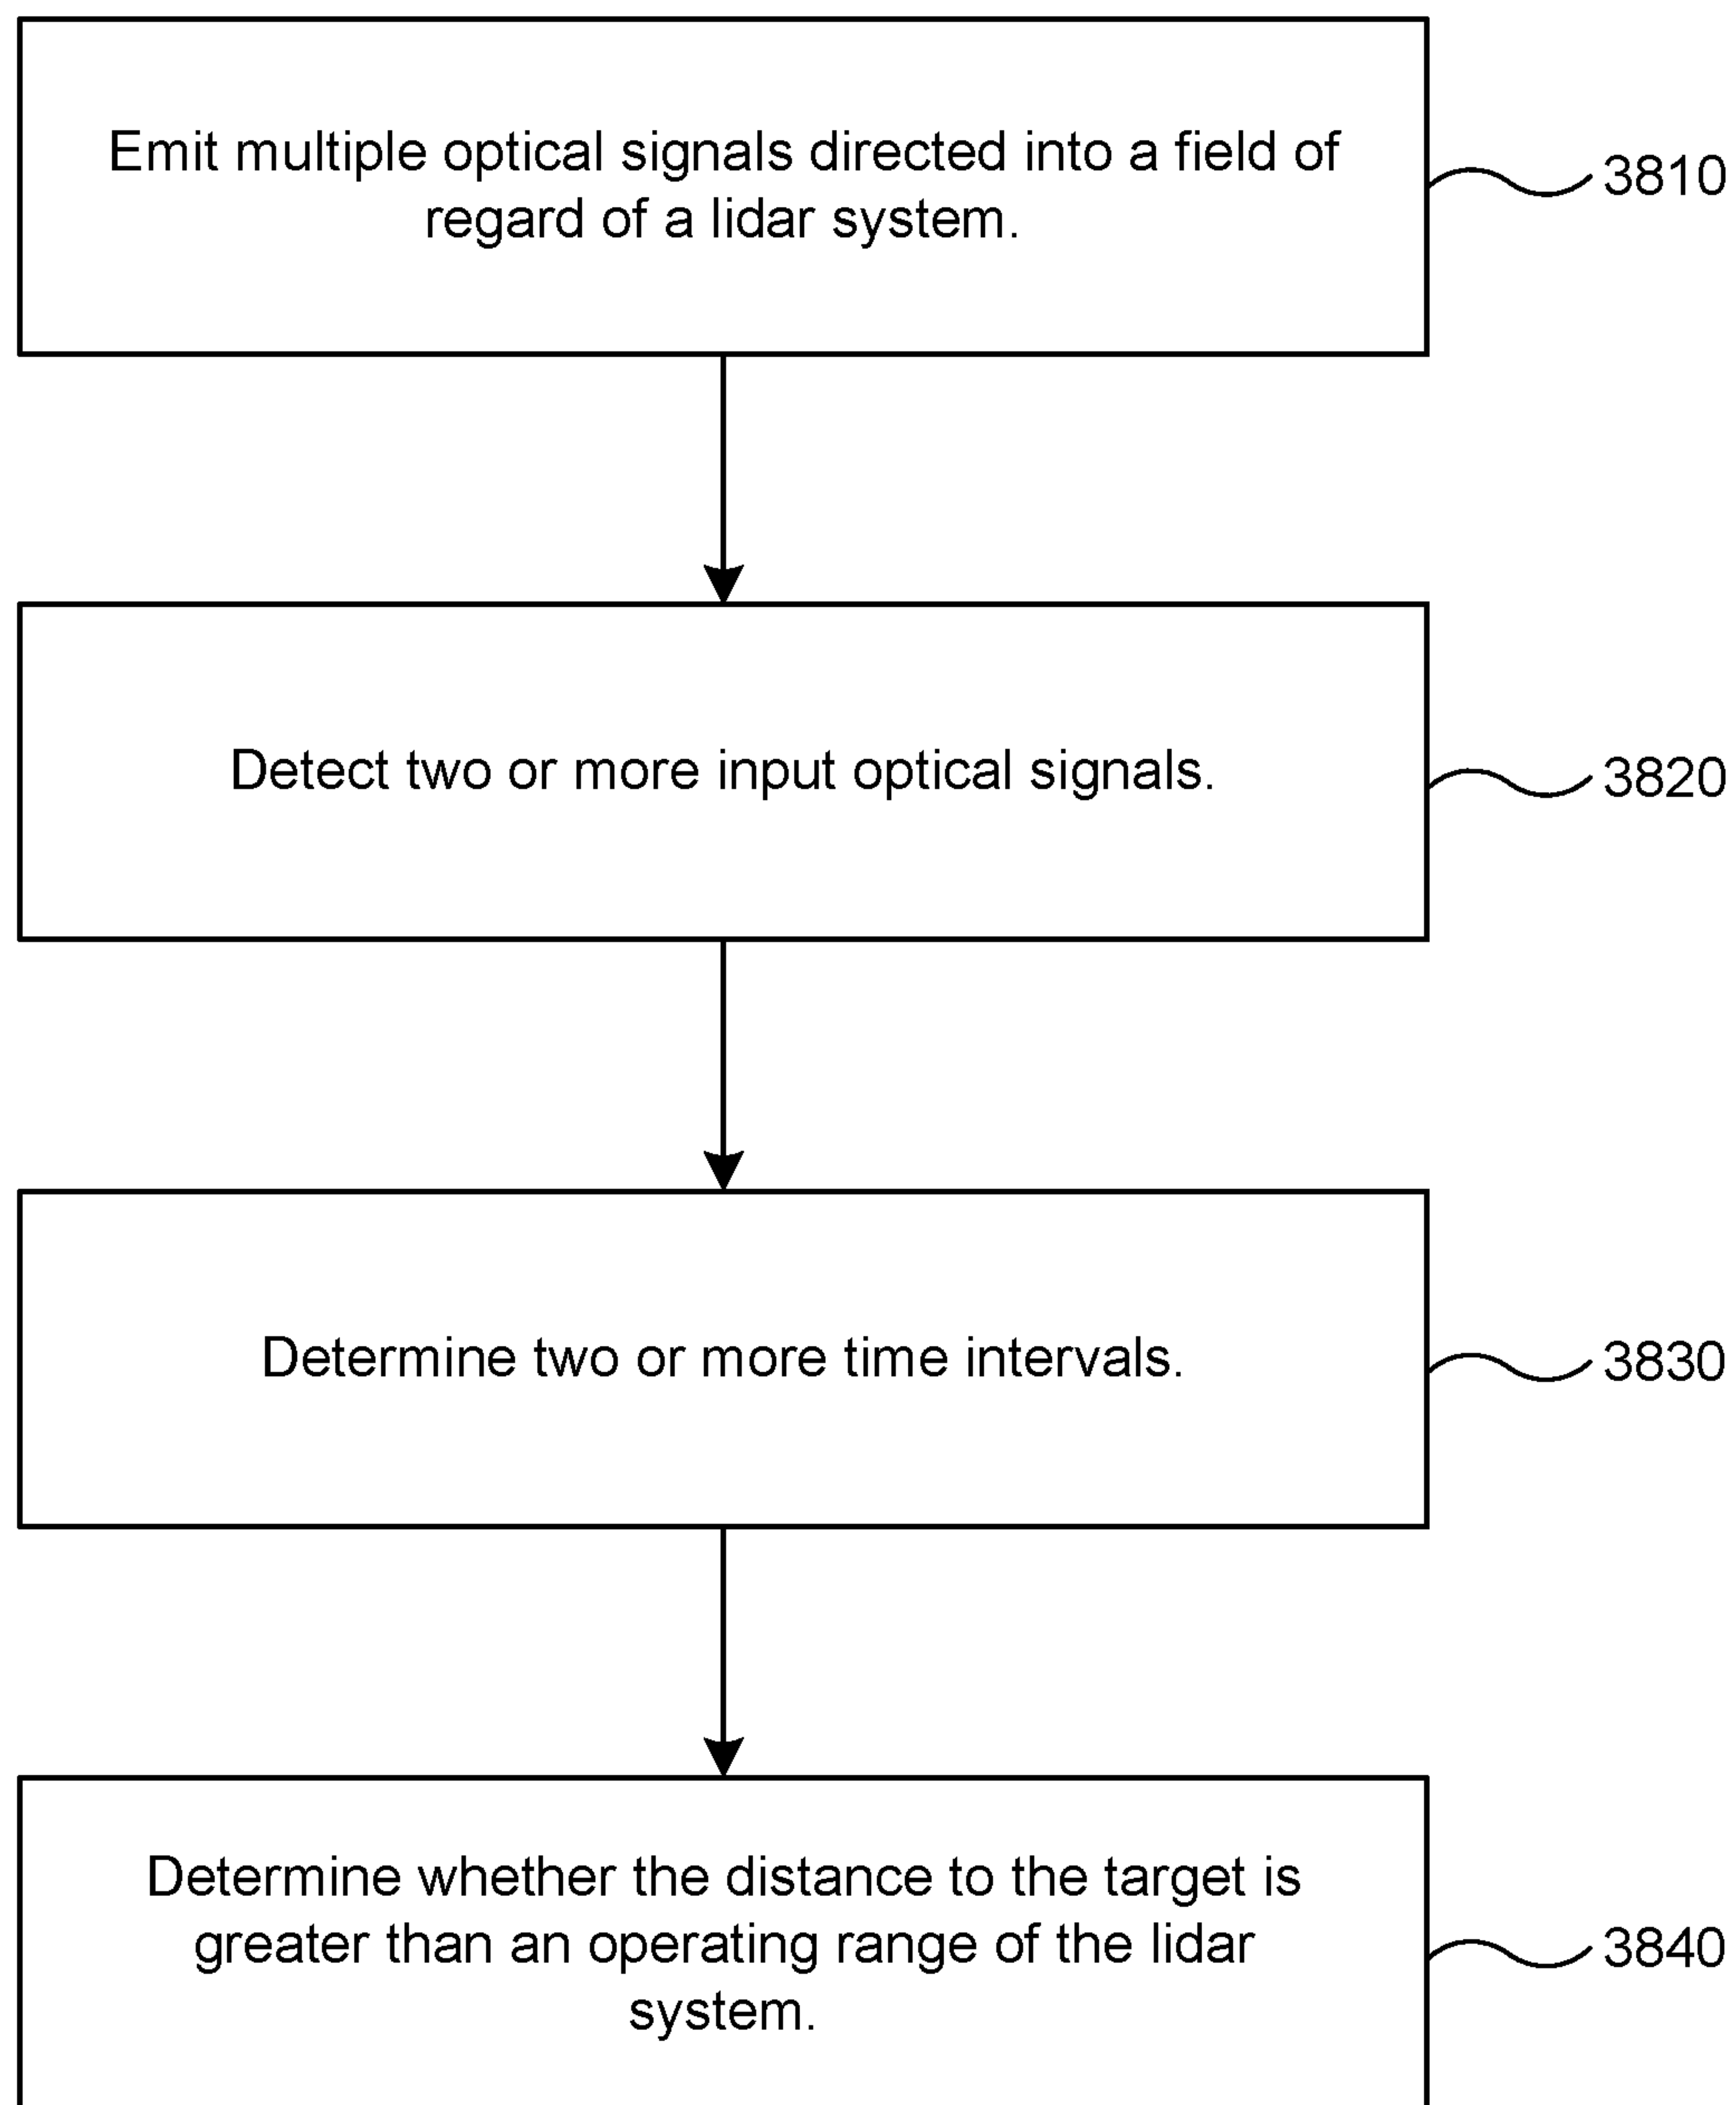 Emit multiple optical signals directed into a field of
regard of a lidar system.
3810
Detect two or more input optical signals.
3820
Determine two or more time intervals.
3830
Determine whether the distance to the target is
greater than an operating range of the lidar
system.
3840